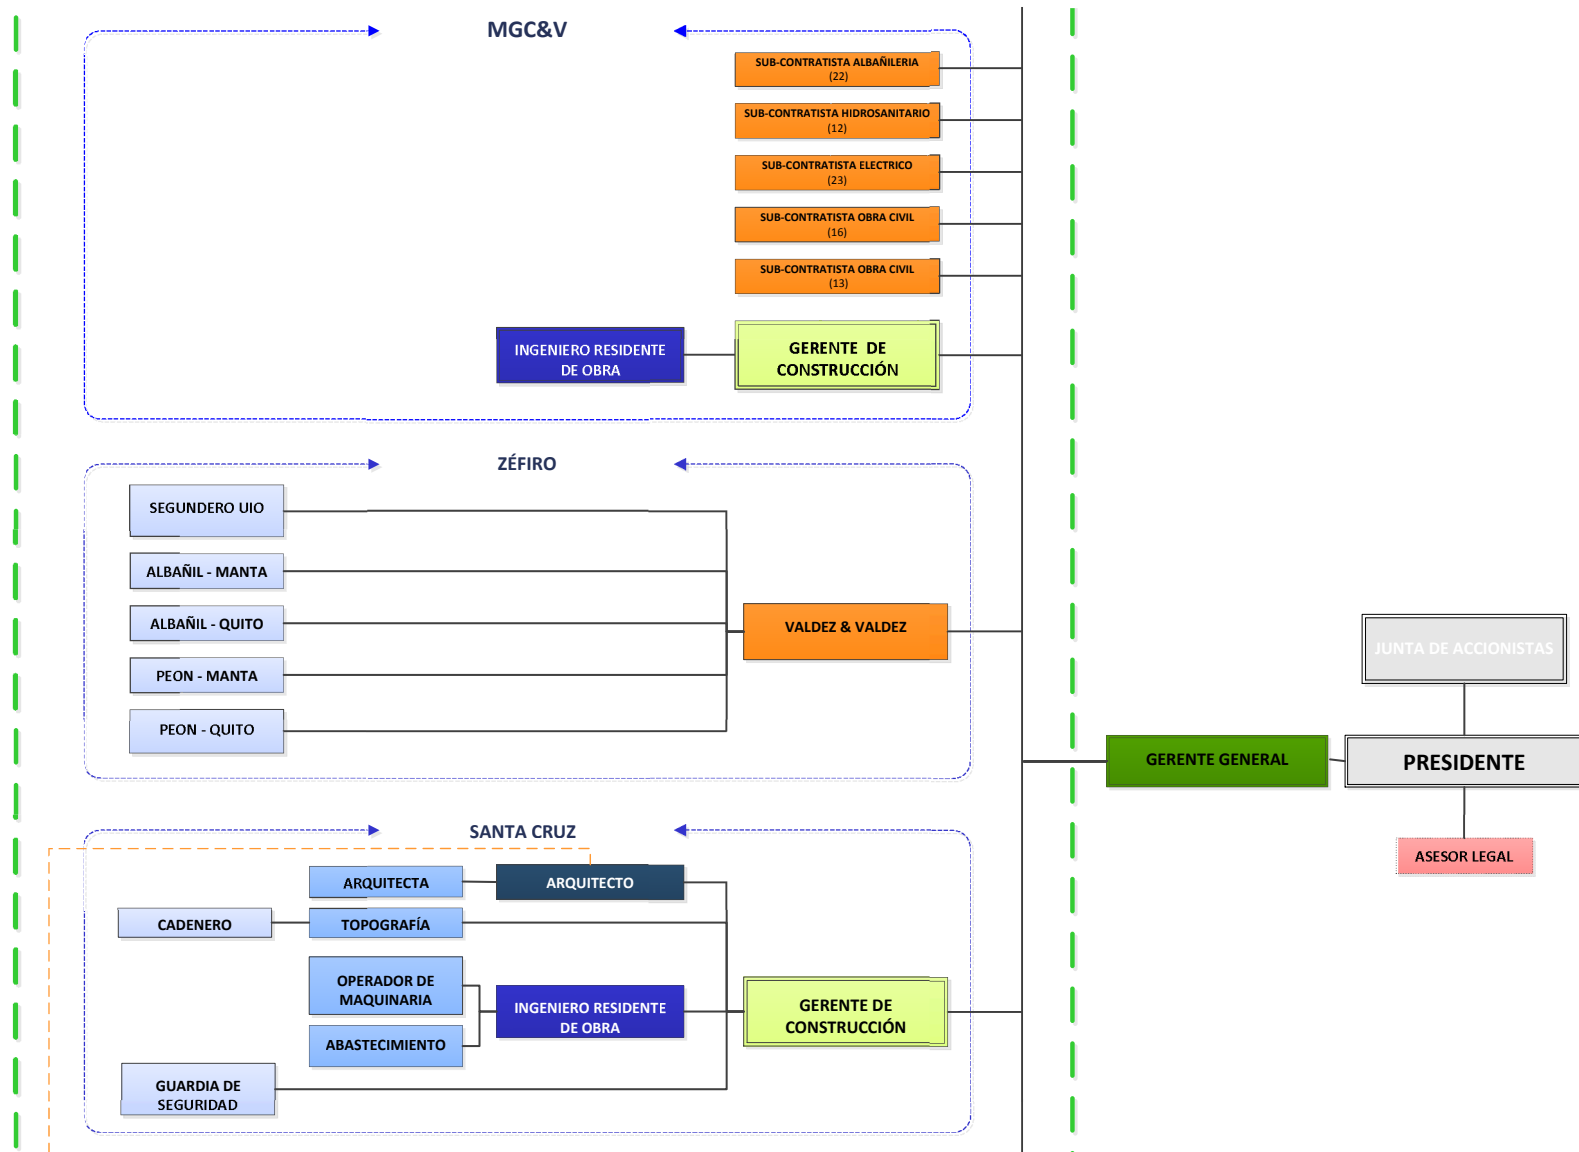 MGC&V
SUB-CONTRATISTA ALBAÑILERIA
(22)
SUB-CONTRATISTA HIDROSANITARIO
(12)
SUB-CONTRATISTA ELECTRICO
(23)
SUB-CONTRATISTA OBRA CIVIL
(16)
SUB-CONTRATISTA OBRA CIVIL
(13)
INGENIERO RESIDENTE
DE OBRA
GERENTE DE
CONSTRUCCIÓN
ZÉFIRO
SEGUNDERO UIO
ALBAÑIL - MANTA
ALBAÑIL - QUITO
PEON - MANTA
PEON - QUITO
VALDEZ & VALDEZ
JUNTA DE ACCIONISTAS
GERENTE GENERAL
PRESIDENTE
ASESOR LEGAL
SANTA CRUZ
ARQUITECTA
ARQUITECTO
CADENERO
TOPOGRAFÍA
OPERADOR DE
MAQUINARIA
INGENIERO RESIDENTE
DE OBRA
GERENTE DE
CONSTRUCCIÓN
ABASTECIMIENTO
GUARDIA DE
SEGURIDAD